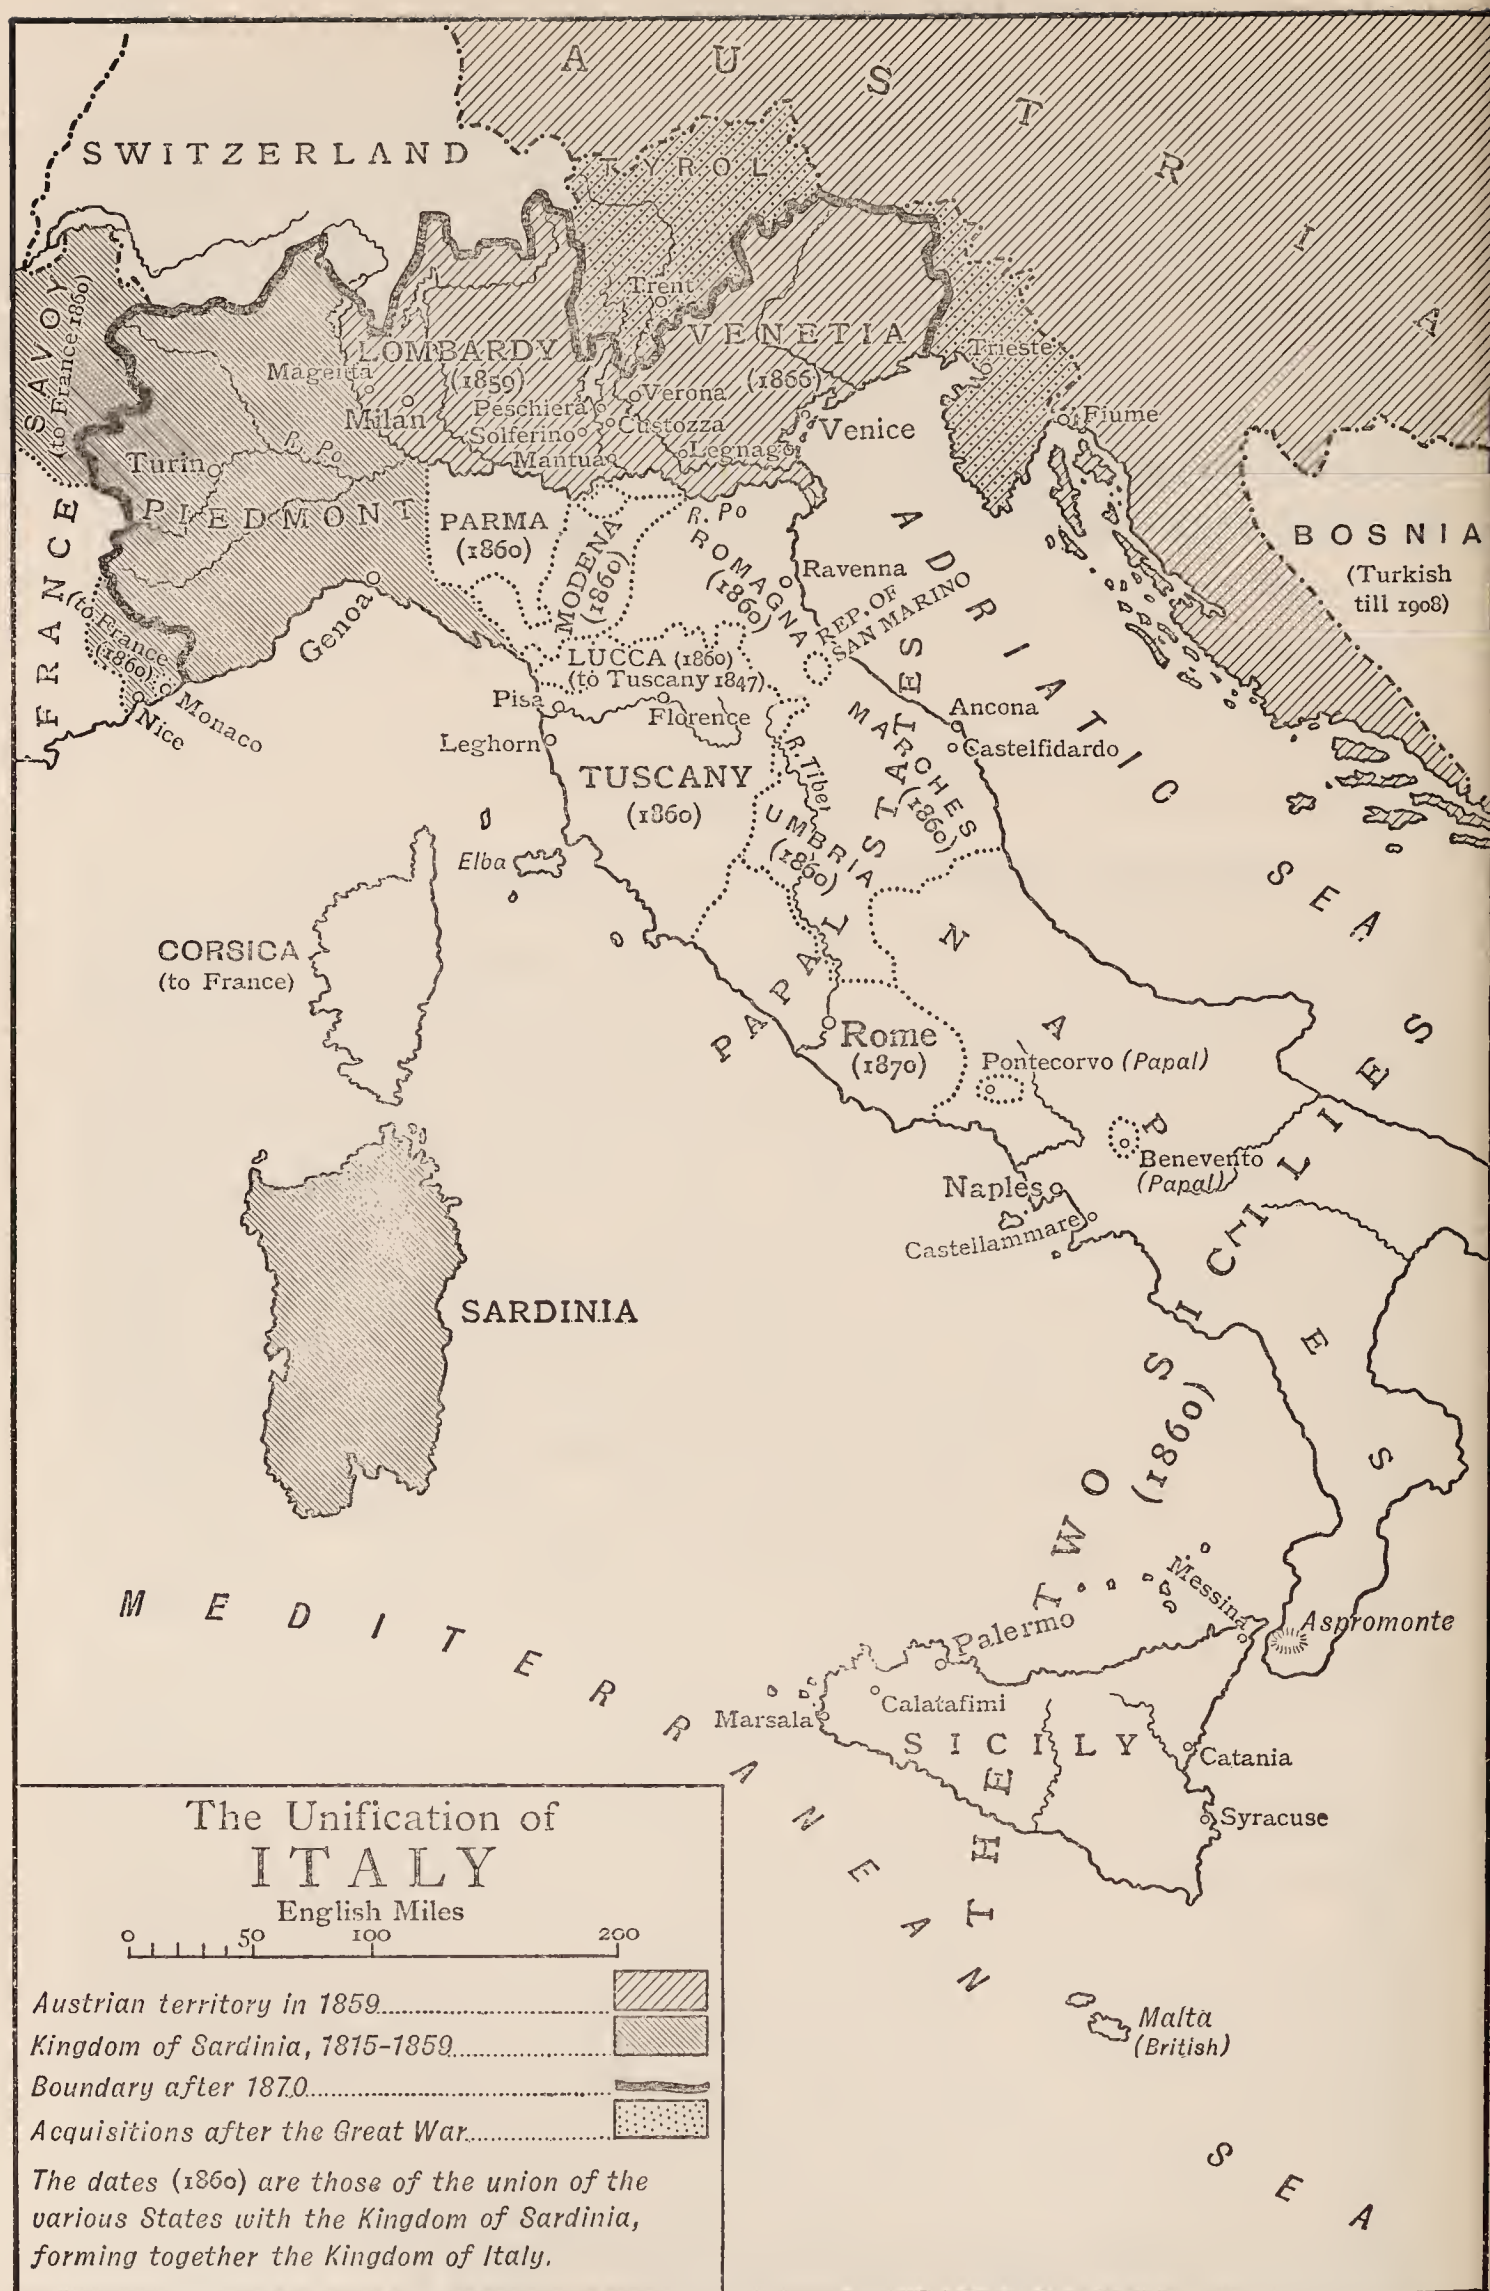 AUSTRIA
SWITZERLAND
TYROL
SAVOY
(to France 1860)
Trent
LOMBARDY
(1859)
VENETIA
(1866)
Trieste
Magenta
Milan
Peschiera
Verona
Solferino
Custozza
Mantua
Legnago
Venice
Fiume
R. Po
Turin
PIEDMONT
FRANCE
PARMA
(1860)
MODENA
(1860)
R. Po
ROMAGNA
(1860)
Ravenna
ADRIATIC SEA
BOSNIA
(Turkish
till 1908)
REP. OF
SAN MARINO
(to France
(1860)
Genoa
Monaco
Nice
LUCCA (1860)
(to Tuscany 1847)
Pisa
Florence
Leghorn
TUSCANY
(1860)
R. Tiber
MARCHES
(1860)
Ancona
Castelfidardo
UMBRIA
(1860)
PAPAL STATES
Elba
CORSICA
(to France)
Rome
(1870)
NAPLES
Pontecorvo (Papal)
Benevento
(Papal)
Naples
Castellammare
SARDINIA
THE TWO SICILIES
(1860)
MEDITERRANEAN SEA
Messina
Aspromonte
Palermo
Marsala
Calatafimi
SICILY
Catania
Syracuse
Malta
(British)
The Unification of
ITALY
English Miles
0 50 100 200
Austrian territory in 1859
Kingdom of Sardinia, 1815-1859
Boundary after 1870
Acquisitions after the Great War
The dates (1860) are those of the union of the
various States with the Kingdom of Sardinia,
forming together the Kingdom of Italy.